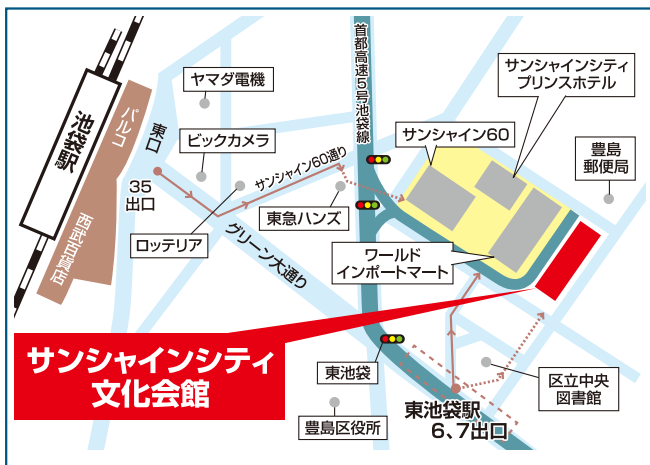 池袋駅
パルコ
西武百貨店
東口
35
出口
ヤマダ電機
ビックカメラ
ロッテリア
サンシャイン60通り
東急ハンズ
グリーン大通り
首都高速5号池袋線
サンシャインシティ
プリンスホテル
サンシャイン60
豊島
郵便局
ワールド
インポートマート
サンシャインシティ
文化会館
東池袋
豊島区役所
東池袋駅
6、7出口
区立中央
図書館